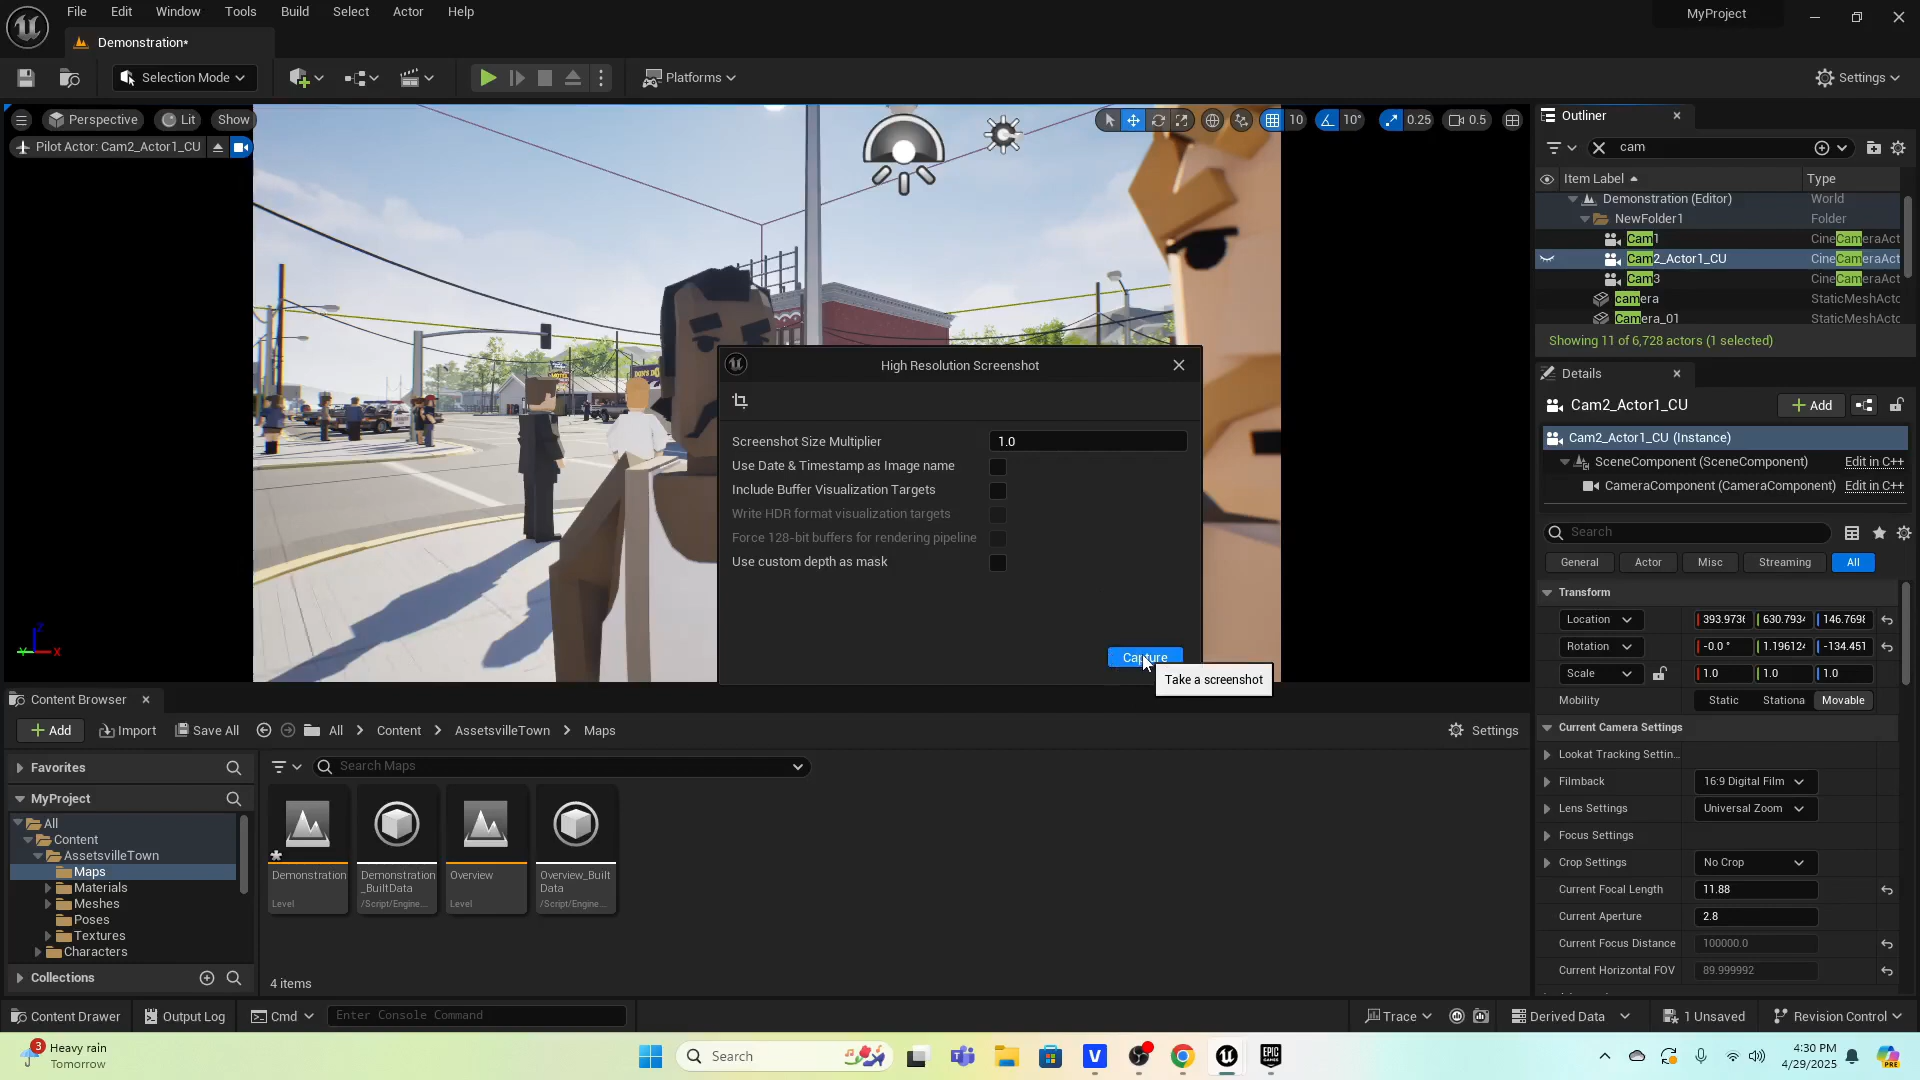 File Edit Window Tools Build Select Actor Help
MyProject
Demonstration*
Selection Mode
Platforms
Settings
Perspective Lit Show
10 10° 0.25 0.5
Pilot Actor: Cam2_Actor1_CU
Outliner
cam
Item Label Type
Demonstration (Editor) World
NewFolder1 Folder
Cam1 CineCameraAct
Cam2_Actor1_CU CineCameraAct
Cam3 CineCameraAct
camera StaticMeshActo
Camera_01 StaticMeshActo
Showing 11 of 6,728 actors (1 selected)
MOTEL
High Resolution Screenshot
Screenshot Size Multiplier 1.0
Use Date & Timestamp as Image name
Include Buffer Visualization Targets
Write HDR format visualization targets
Force 128-bit buffers for rendering pipeline
Use custom depth as mask
Capture
Take a screenshot
Details
Cam2_Actor1_CU
Add
Cam2_Actor1_CU (Instance)
SceneComponent (SceneComponent) Edit in C++
CameraComponent (CameraComponent) Edit in C++
Search
General Actor Misc Streaming All
Transform
Location 393.973 630.793 146.769
Rotation -0.0 ° 1.19612 -134.451
Scale 1.0 1.0 1.0
Mobility Static Stationa Movable
Current Camera Settings
Lookat Tracking Settin...
Filmback 16:9 Digital Film
Lens Settings Universal Zoom
Focus Settings
Crop Settings No Crop
Current Focal Length 11.88
Current Aperture 2.8
Current Focus Distance 100000.0
Current Horizontal FOV 89.999992
Z
Y X
Content Browser
Add Import Save All All Content AssetsvilleTown Maps
Settings
Favorites
Search Maps
MyProject
All
Content
AssetsvilleTown
Maps
Materials
Meshes
Poses
Textures
Characters
Collections
Demonstration
Level
Demonstration
_BuiltData
/Script/Engine...
Overview
Level
Overview_Built
Data
/Script/Engine...
4 items
Content Drawer Output Log Cmd Enter Console Command
Trace Derived Data 1 Unsaved Revision Control
3
Heavy rain
Tomorrow
Search
V
EPIC
GAMES
4:30 PM
4/29/2025
PRE